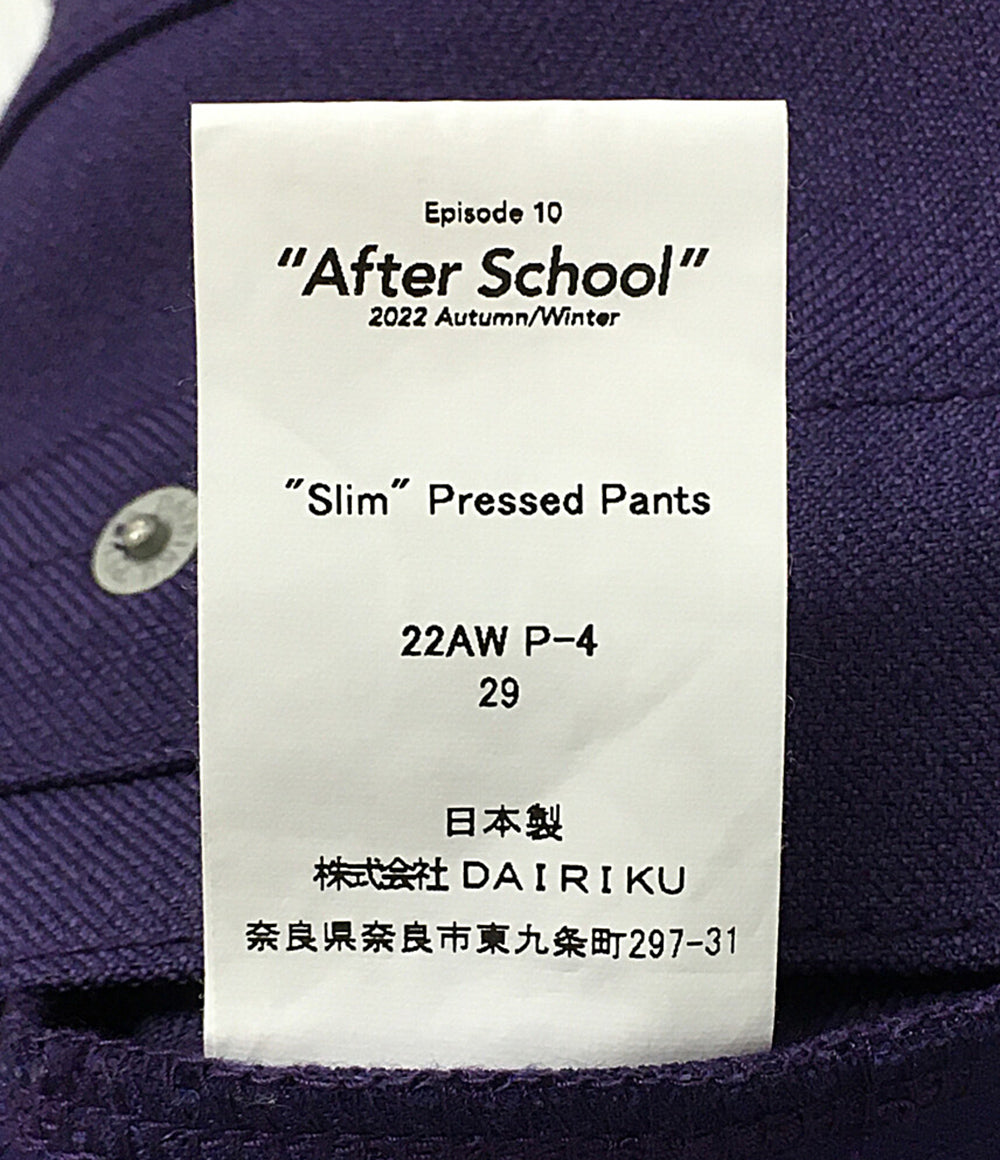 Episode 10
"After School"
2022 Autumn/Winter
"Slim" Pressed Pants
22AW P-4
29
日本製
株式会社 DAIRIKU
奈良県奈良市東九条町297-31